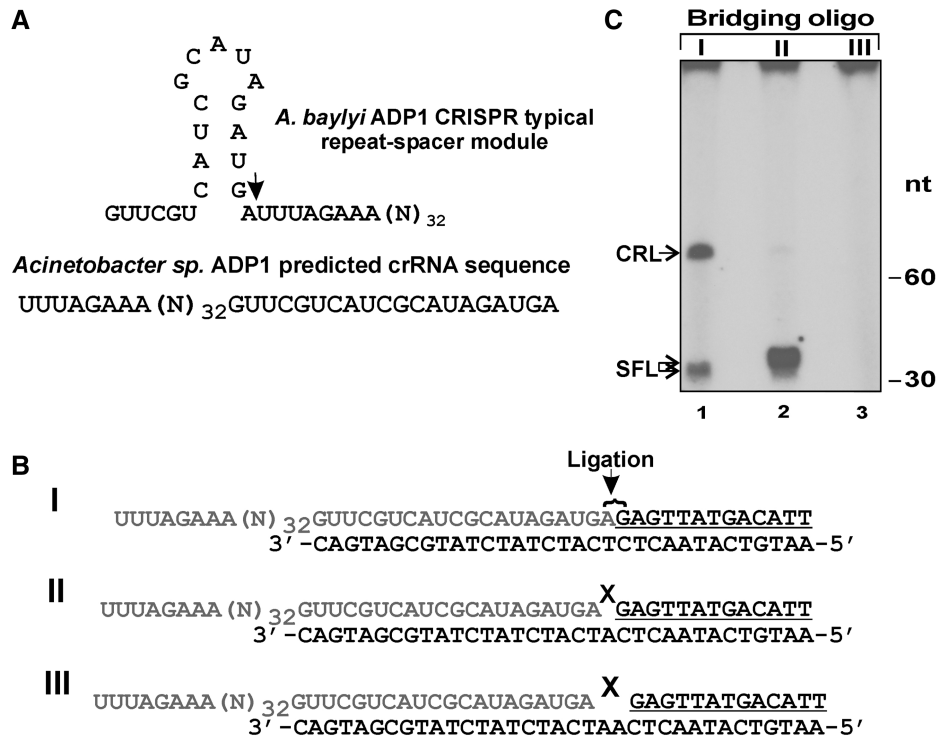 A
C A U
G A
C G
U A
A U
C G
GUUCGU AUUUAGAAA (N) 32
A. baylyi ADP1 CRISPR typical
repeat-spacer module
Acinetobacter sp. ADP1 predicted crRNA sequence
UUUAGAAA (N) 32GUUCGUCAUCGCAUAGAUGA
C
Bridging oligo
I II III
nt
CRL
-60
SFL
-30
1 2 3
B
Ligation
I
UUUAGAAA (N) 32GUUCGUCAUCGCAUAGAUGAGAGTTATGACATT
3′-CAGTAGCGTATCTATCTACTCTCAATACTGTAA-5′
II
X
UUUAGAAA (N) 32GUUCGUCAUCGCAUAGAUGA GAGTTATGACATT
3′-CAGTAGCGTATCTATCTACTACTCAATACTGTAA-5′
III
X
UUUAGAAA (N) 32GUUCGUCAUCGCAUAGAUGA GAGTTATGACATT
3′-CAGTAGCGTATCTATCTACTAACTCAATACTGTAA-5′